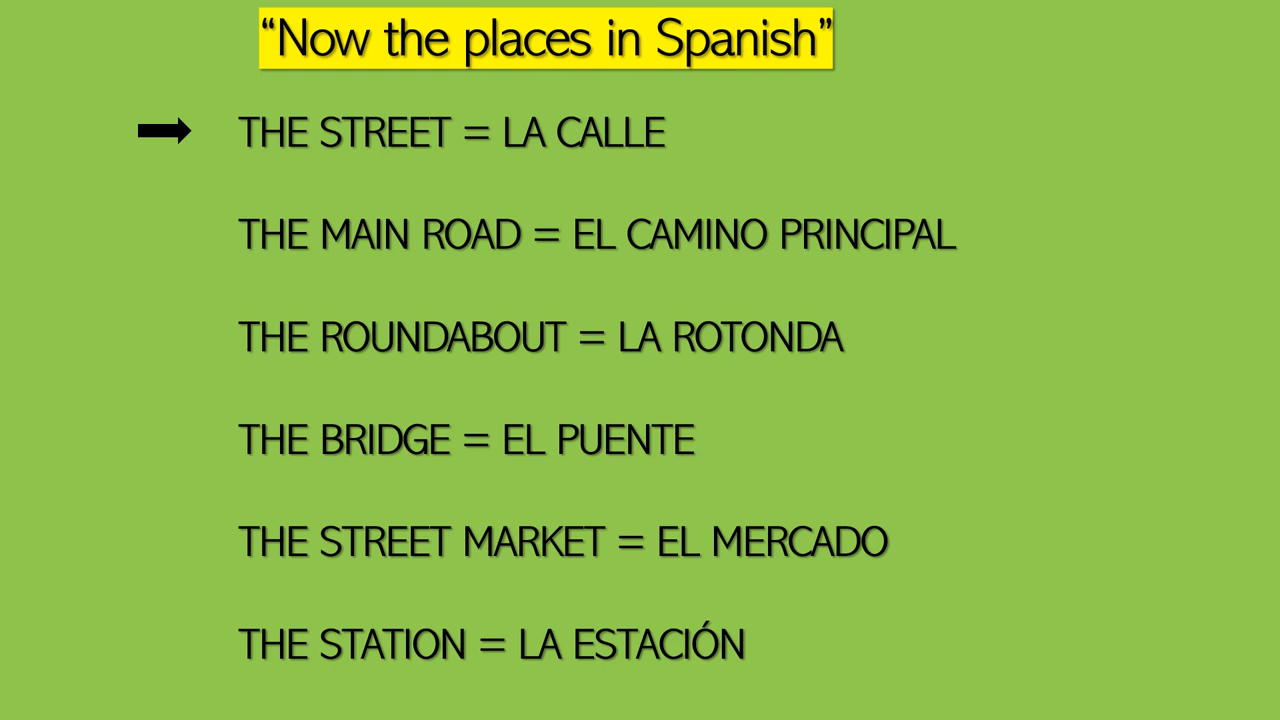 “Now the places in Spanish”
THE STREET = LA CALLE
THE MAIN ROAD = EL CAMINO PRINCIPAL
THE ROUNDABOUT = LA ROTONDA
THE BRIDGE = EL PUENTE
THE STREET MARKET = EL MERCADO
THE STATION = LA ESTACIÓN